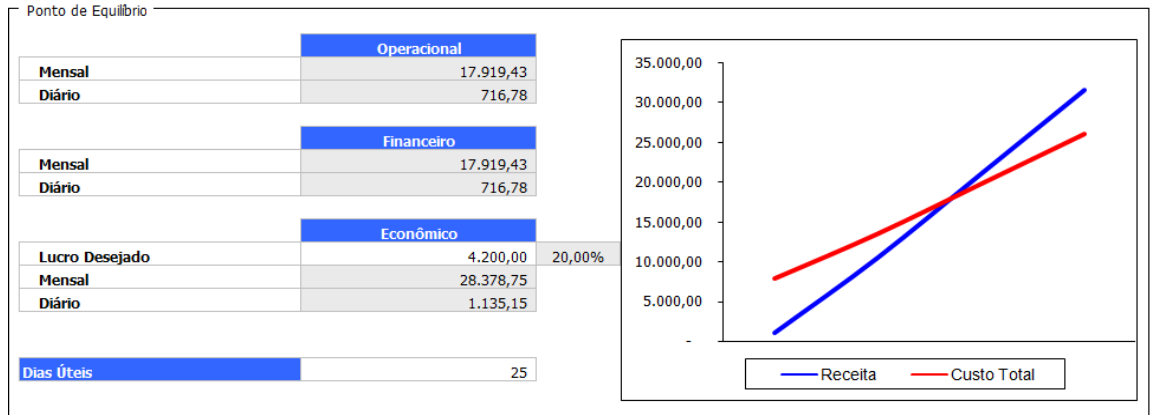 Ponto de Equilíbrio
Operacional
Mensal 17.919,43
Diário 716,78
Financeiro
Mensal 17.919,43
Diário 716,78
Econômico
Lucro Desejado 4.200,00 20,00%
Mensal 28.378,75
Diário 1.135,15
Dias Úteis 25
35.000,00
30.000,00
25.000,00
20.000,00
15.000,00
10.000,00
5.000,00
-
Receita Custo Total